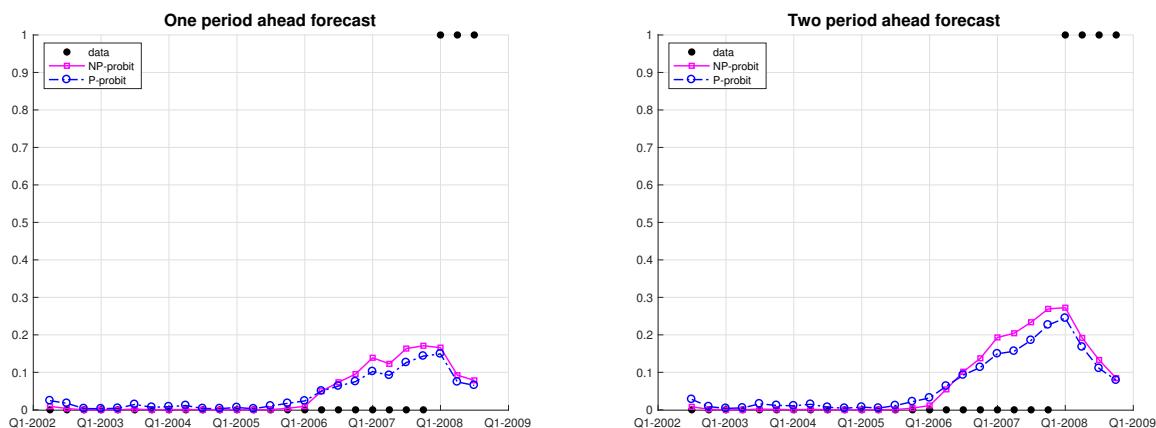 One period ahead forecast
1
0.9
0.8
0.7
0.6
0.5
0.4
0.3
0.2
0.1
0
data
NP-probit
P-probit
Q1-2002 Q1-2003 Q1-2004 Q1-2005 Q1-2006 Q1-2007 Q1-2008 Q1-2009
Two period ahead forecast
1
0.9
0.8
0.7
0.6
0.5
0.4
0.3
0.2
0.1
0
data
NP-probit
P-probit
Q1-2002 Q1-2003 Q1-2004 Q1-2005 Q1-2006 Q1-2007 Q1-2008 Q1-2009